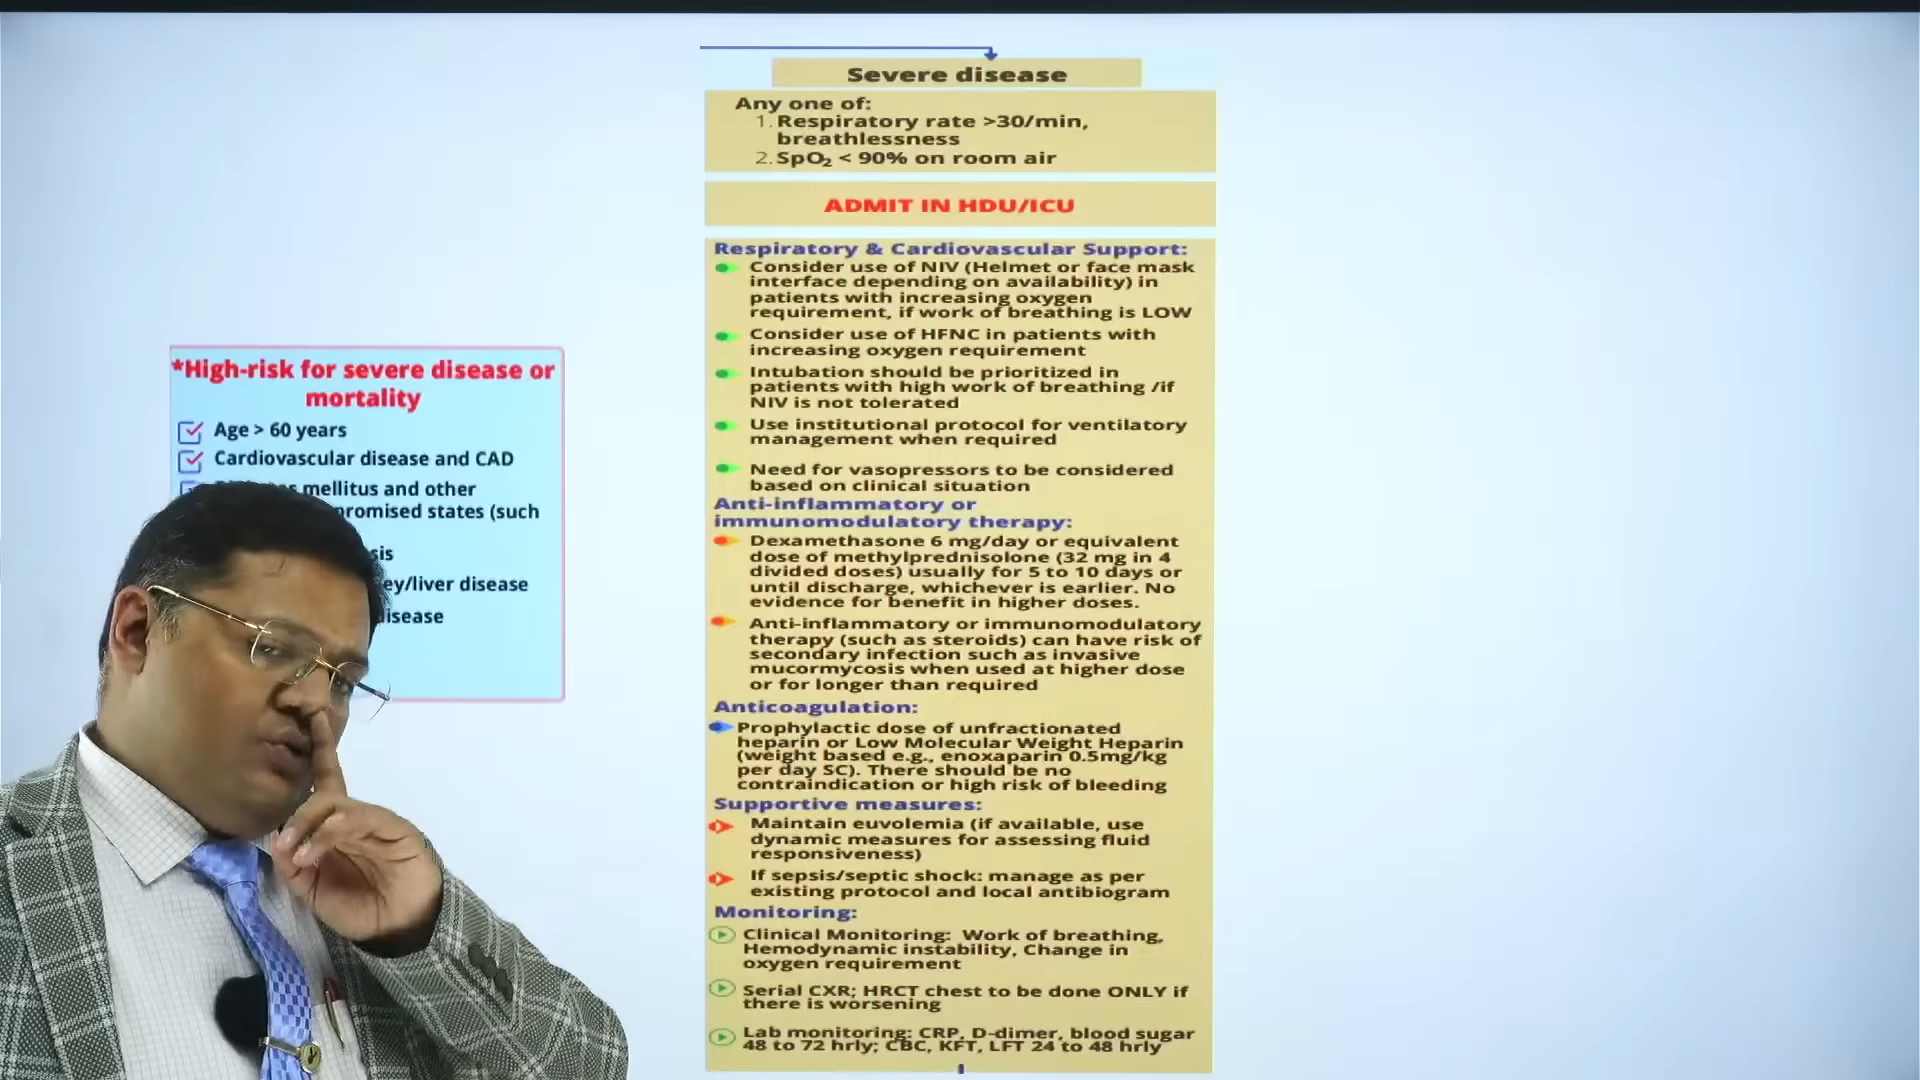 Severe disease
Any one of:
1. Respiratory rate >30/min,
breathlessness
2. SpO₂ < 90% on room air
ADMIT IN HDU/ICU
Respiratory & Cardiovascular Support:
Consider use of NIV (Helmet or face mask
interface depending on availability) in
patients with increasing oxygen
requirement, if work of breathing is LOW
Consider use of HFNC in patients with
increasing oxygen requirement
Intubation should be prioritized in
patients with high work of breathing /if
NIV is not tolerated
Use institutional protocol for ventilatory
management when required
Need for vasopressors to be considered
based on clinical situation
Anti-inflammatory or
immunomodulatory therapy:
Dexamethasone 6 mg/day or equivalent
dose of methylprednisolone (32 mg in 4
divided doses) usually for 5 to 10 days or
until discharge, whichever is earlier. No
evidence for benefit in higher doses.
Anti-inflammatory or immunomodulatory
therapy (such as steroids) can have risk of
secondary infection such as invasive
mucormycosis when used at higher dose
or for longer than required
Anticoagulation:
Prophylactic dose of unfractionated
heparin or Low Molecular Weight Heparin
(weight based e.g., enoxaparin 0.5mg/kg
per day SC). There should be no
contraindication or high risk of bleeding
Supportive measures:
Maintain euvolemia (if available, use
dynamic measures for assessing fluid
responsiveness)
If sepsis/septic shock: manage as per
existing protocol and local antibiogram
Monitoring:
Clinical Monitoring: Work of breathing,
Hemodynamic instability, Change in
oxygen requirement
Serial CXR; HRCT chest to be done ONLY if
there is worsening
Lab monitoring: CRP, D-dimer, blood sugar
48 to 72 hrly; CBC, KFT, LFT 24 to 48 hrly
*High-risk for severe disease or
mortality
Age > 60 years
Cardiovascular disease and CAD
mellitus and other
states (such
disease